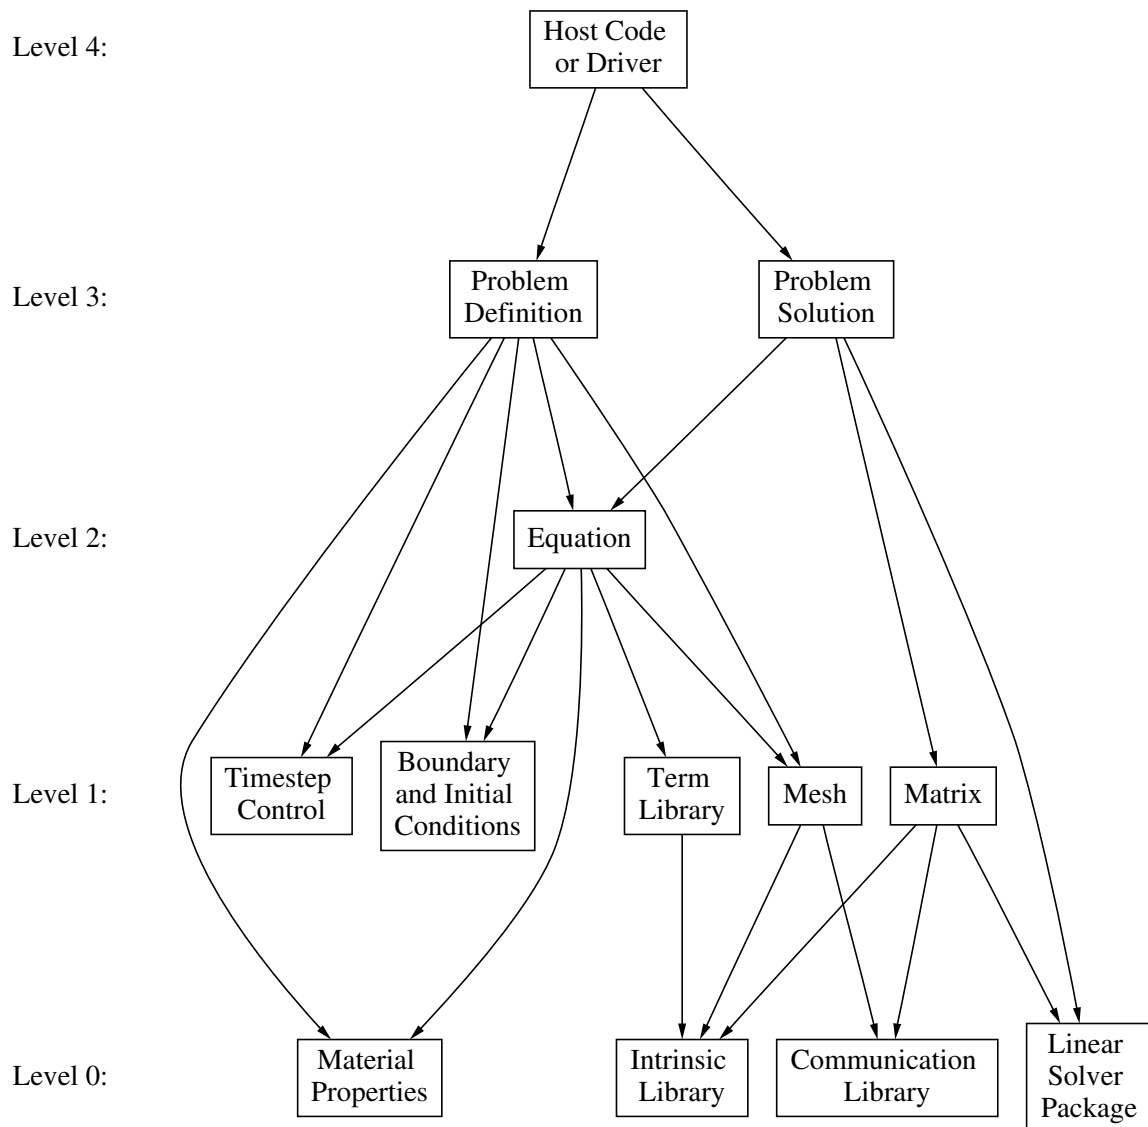 Level 4:
Host Code
or Driver
Level 3:
Problem
Definition
Problem
Solution
Level 2:
Equation
Level 1:
Timestep
Control
Boundary
and Initial
Conditions
Term
Library
Mesh
Matrix
Level 0:
Material
Properties
Intrinsic
Library
Communication
Library
Linear
Solver
Package